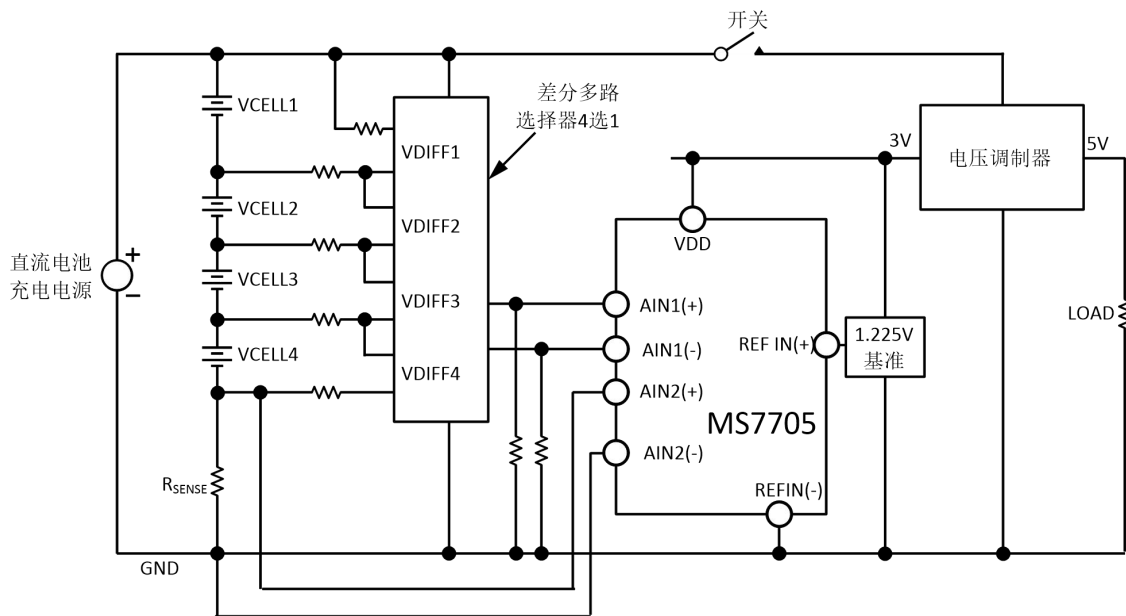 开关
VCELL1
差分多路
选择器4选1
VDIFF1
3V
电压调制器
5V
VCELL2
VDIFF2
VDD
直流电池
充电电源
+
−
VCELL3
VDIFF3
AIN1(+)
LOAD
AIN1(-)
REF IN(+)
1.225V
基准
VCELL4
VDIFF4
AIN2(+)
MS7705
AIN2(-)
RSENSE
REFIN(-)
GND